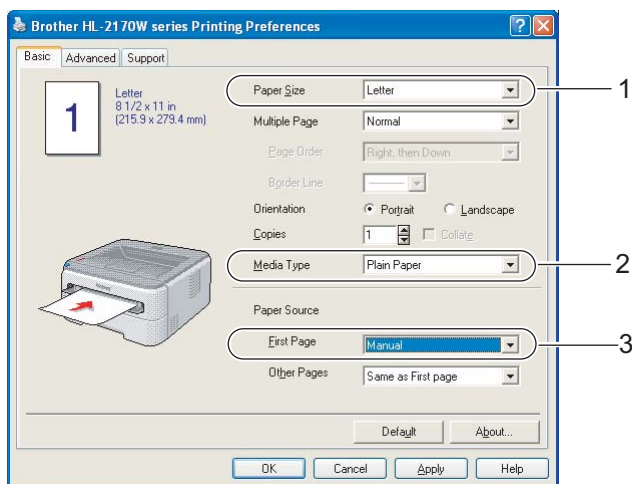 Brother HL-2170W series Printing Preferences
Basic Advanced Support
1
Letter
8 1/2 x 11 in
(215.9 x 279.4 mm)
Paper Size Letter 1
Multiple Page Normal
Page Order Right, then Down
Border Line
Orientation Portrait Landscape
Copies 1 Collate
Media Type Plain Paper 2
Paper Source
First Page Manual 3
Other Pages Same as First page
Default About...
OK Cancel Apply Help